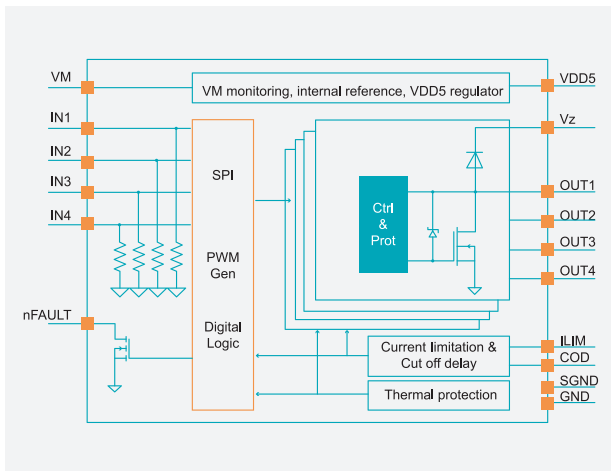 VM
VDD5
VM monitoring, internal reference, VDD5 regulator
IN1
Vz
IN2
SPI
IN3
OUT1
IN4
Ctrl
&
Prot
OUT2
OUT3
PWM
Gen
OUT4
nFAULT
Digital
Logic
Current limitation &
Cut off delay
ILIM
COD
SGND
Thermal protection
GND